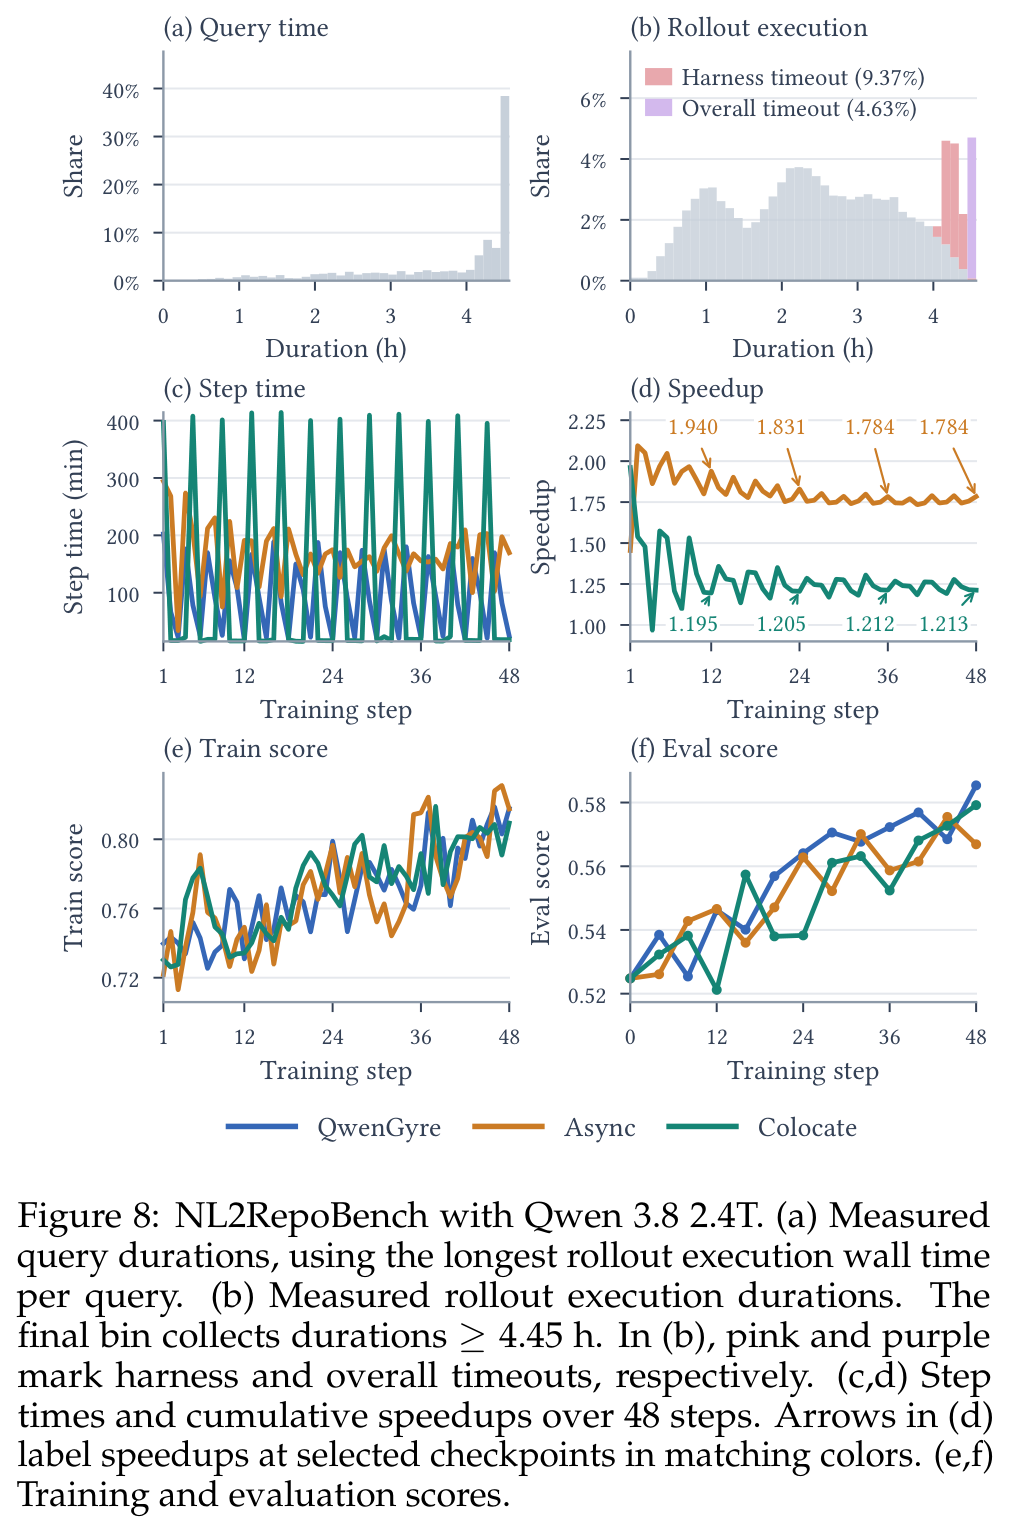 (a) Query time
40%
30%
20%
10%
0%
Share
0 1 2 3 4
Duration (h)
(b) Rollout execution
Harness timeout (9.37%)
Overall timeout (4.63%)
6%
4%
2%
0%
Share
0 1 2 3 4
Duration (h)
(c) Step time
400
300
200
100
Step time (min)
1 12 24 36 48
Training step
(d) Speedup
2.25
2.00
1.75
1.50
1.25
1.00
Speedup
1.940 1.831 1.784 1.784
1.195 1.205 1.212 1.213
1 12 24 36 48
Training step
(e) Train score
0.80
0.76
0.72
Train score
1 12 24 36 48
Training step
(f) Eval score
0.58
0.56
0.54
0.52
Eval score
0 12 24 36 48
Training step
QwenGyre Async Colocate
Figure 8: NL2RepoBench with Qwen 3.8 2.4T. (a) Measured
query durations, using the longest rollout execution wall time
per query. (b) Measured rollout execution durations. The
final bin collects durations ≥ 4.45 h. In (b), pink and purple
mark harness and overall timeouts, respectively. (c,d) Step
times and cumulative speedups over 48 steps. Arrows in (d)
label speedups at selected checkpoints in matching colors. (e,f)
Training and evaluation scores.